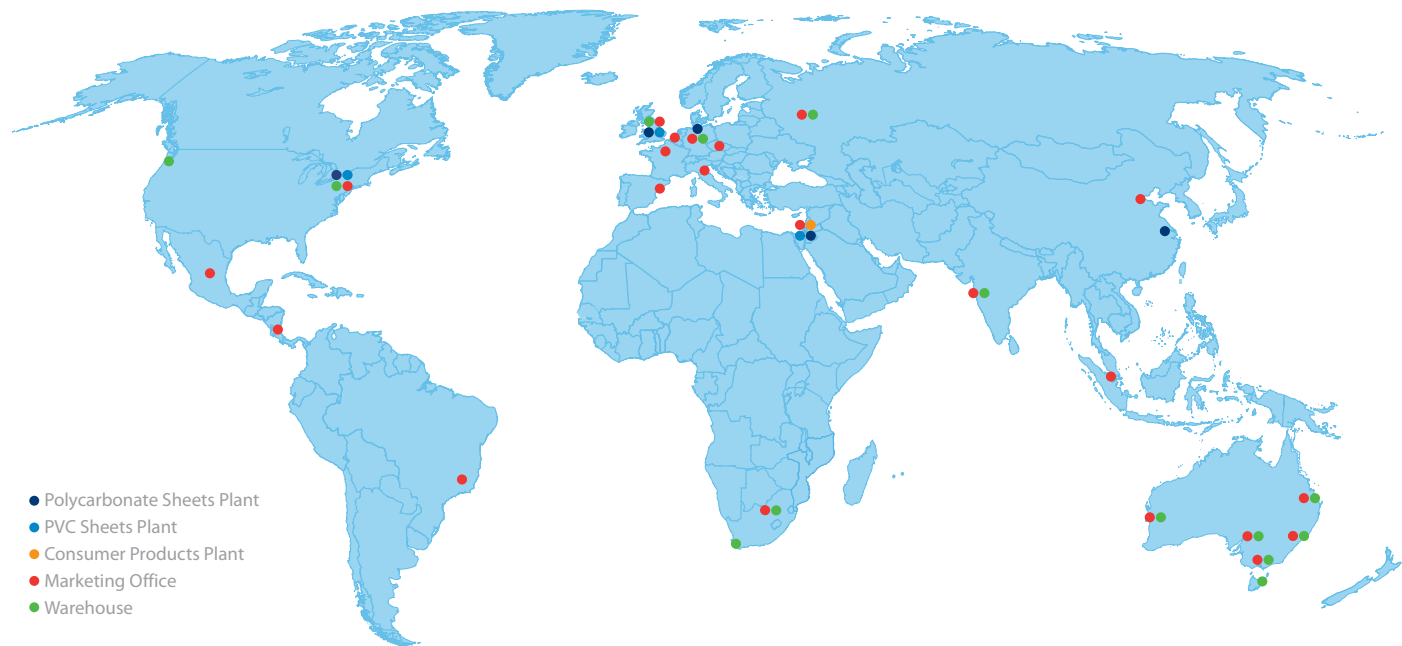 Polycarbonate Sheets Plant
PVC Sheets Plant
Consumer Products Plant
Marketing Office
Warehouse